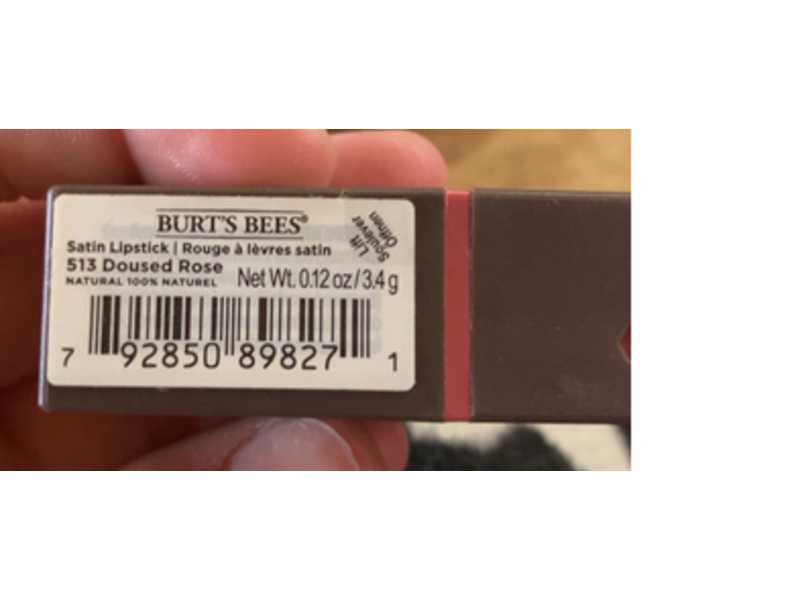 BURT'S BEES®
Satin Lipstick | Rouge à lèvres satin
513 Doused Rose
NATURAL 100% NATUREL
Net Wt. 0.12 oz/3.4 g
Lift
Soulever
Öffnen
7 92850 89827 1